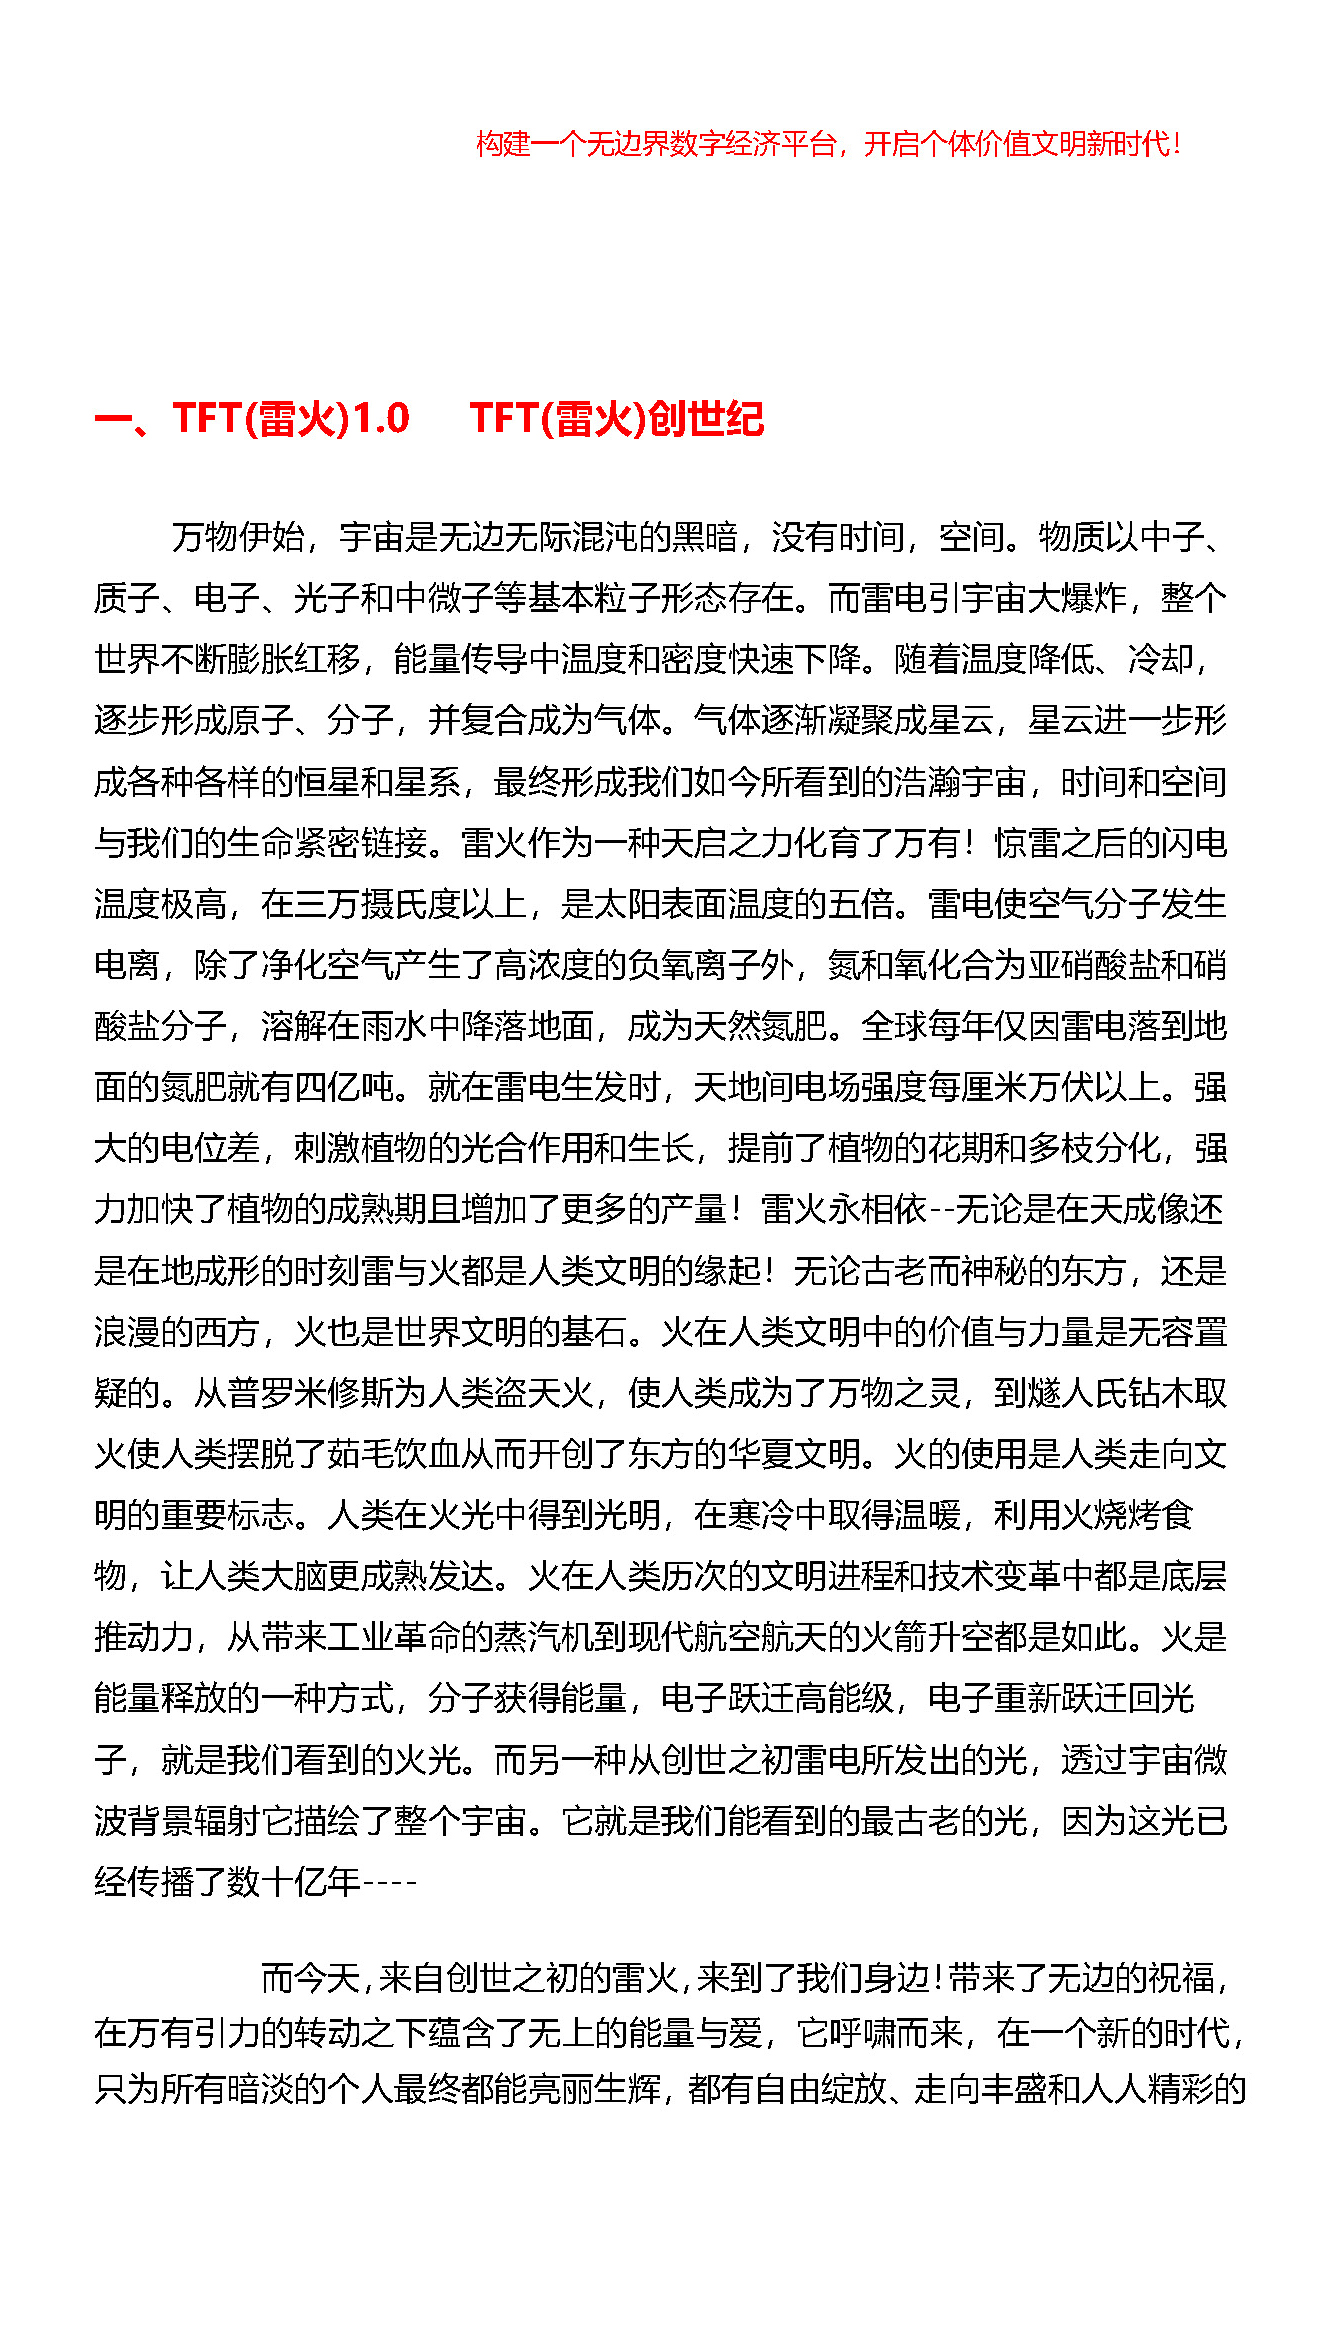 构建一个无边界数字经济平台，开启个体价值文明新时代！
一、TFT(雷火)1.0 TFT(雷火)创世纪
万物伊始，宇宙是无边无际混沌的黑暗，没有时间，空间。物质以中子、
质子、电子、光子和中微子等基本粒子形态存在。而雷电引宇宙大爆炸，整个
世界不断膨胀红移，能量传导中温度和密度快速下降。随着温度降低、冷却，
逐步形成原子、分子，并复合成为气体。气体逐渐凝聚成星云，星云进一步形
成各种各样的恒星和星系，最终形成我们如今所看到的浩瀚宇宙，时间和空间
与我们的生命紧密链接。雷火作为一种天启之力化育了万有！惊雷之后的闪电
温度极高，在三万摄氏度以上，是太阳表面温度的五倍。雷电使空气分子发生
电离，除了净化空气产生了高浓度的负氧离子外，氮和氧化合为亚硝酸盐和硝
酸盐分子，溶解在雨水中降落地面，成为天然氮肥。全球每年仅因雷电落到地
面的氮肥就有四亿吨。就在雷电生发时，天地间电场强度每厘米万伏以上。强
大的电位差，刺激植物的光合作用和生长，提前了植物的花期和多枝分化，强
力加快了植物的成熟期且增加了更多的产量！雷火永相依--无论是在天成像还
是在地成形的时刻雷与火都是人类文明的缘起！无论古老而神秘的东方，还是
浪漫的西方，火也是世界文明的基石。火在人类文明中的价值与力量是无容置
疑的。从普罗米修斯为人类盗天火，使人类成为了万物之灵，到燧人氏钻木取
火使人类摆脱了茹毛饮血从而开创了东方的华夏文明。火的使用是人类走向文
明的重要标志。人类在火光中得到光明，在寒冷中取得温暖，利用火烧烤食
物，让人类大脑更成熟发达。火在人类历次的文明进程和技术变革中都是底层
推动力，从带来工业革命的蒸汽机到现代航空航天的火箭升空都是如此。火是
能量释放的一种方式，分子获得能量，电子跃迁高能级，电子重新跃迁回光
子，就是我们看到的火光。而另一种从创世之初雷电所发出的光，透过宇宙微
波背景辐射它描绘了整个宇宙。它就是我们能看到的最古老的光，因为这光已
经传播了数十亿年----
而今天，来自创世之初的雷火，来到了我们身边！带来了无边的祝福，
在万有引力的转动之下蕴含了无上的能量与爱，它呼啸而来，在一个新的时代，
只为所有暗淡的个人最终都能亮丽生辉，都有自由绽放、走向丰盛和人人精彩的